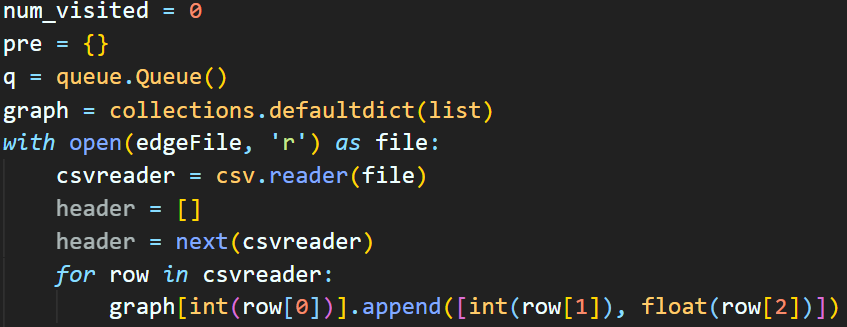 num_visited = 0
pre = {}
q = queue.Queue()
graph = collections.defaultdict(list)
with open(edgeFile, 'r') as file:
    csvreader = csv.reader(file)
    header = []
    header = next(csvreader)
    for row in csvreader:
        graph[int(row[0])].append([int(row[1]), float(row[2])])